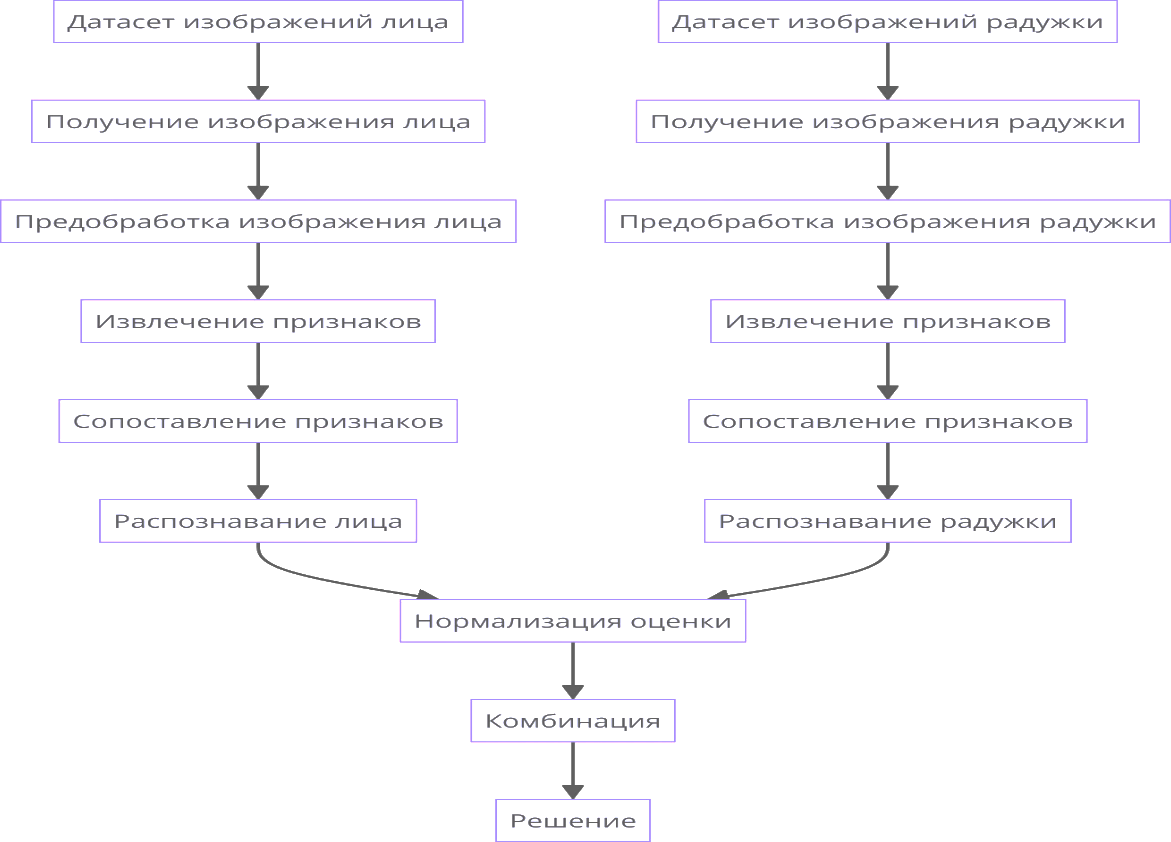 Датасет изображений лица
Датасет изображений радужки
Получение изображения лица
Получение изображения радужки
Предобработка изображения лица
Предобработка изображения радужки
Извлечение признаков
Извлечение признаков
Сопоставление признаков
Сопоставление признаков
Распознавание лица
Распознавание радужки
Нормализация оценки
Комбинация
Решение